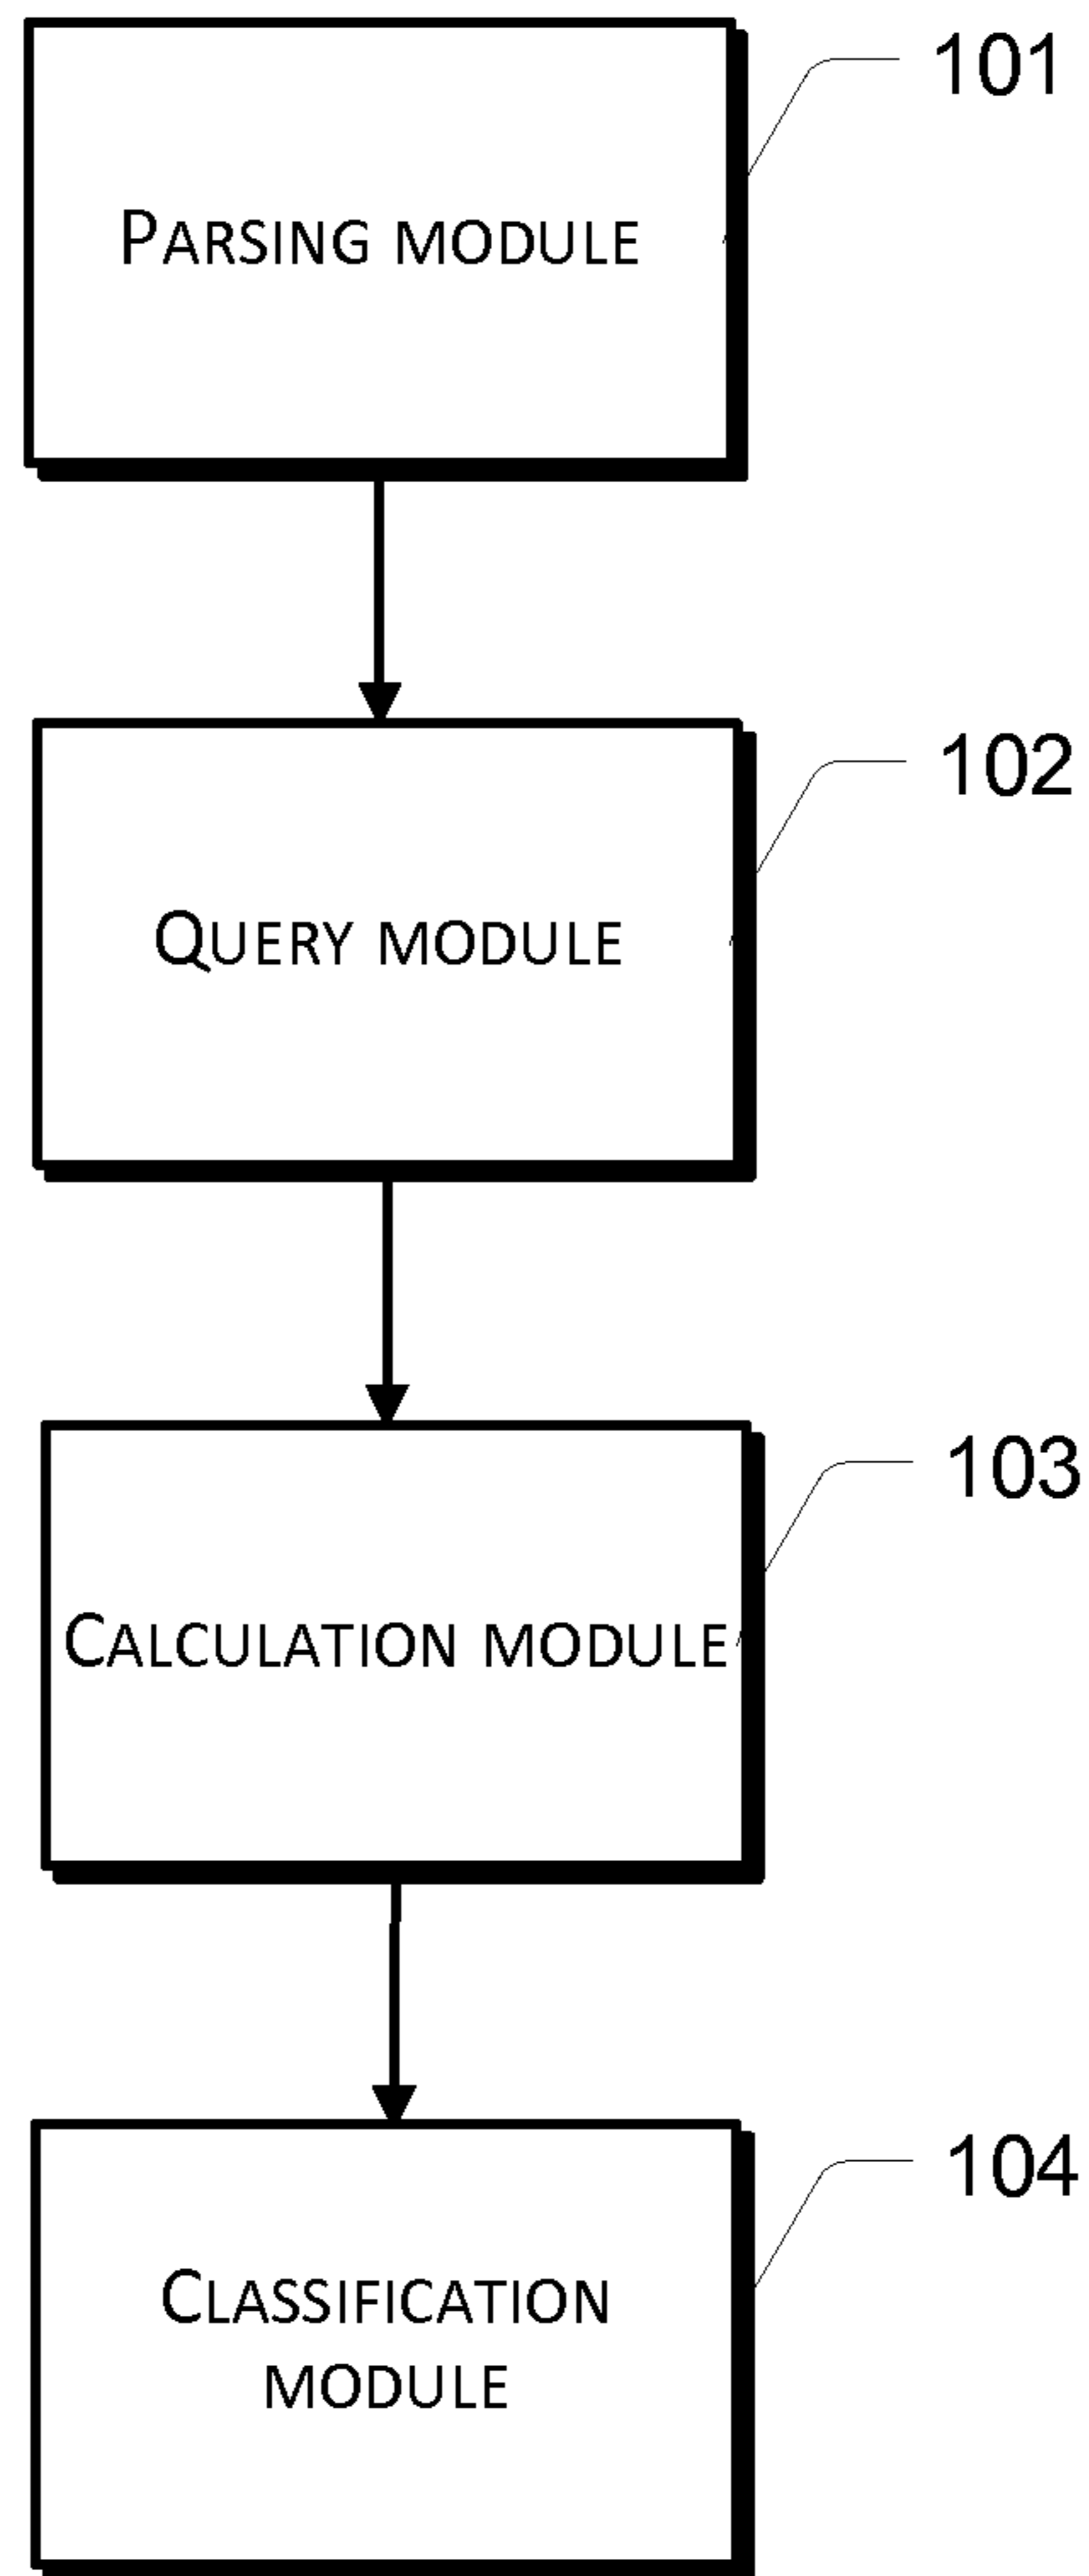 101
PARSING MODULE
102
QUERY MODULE
103
CALCULATION MODULE
104
CLASSIFICATION
MODULE